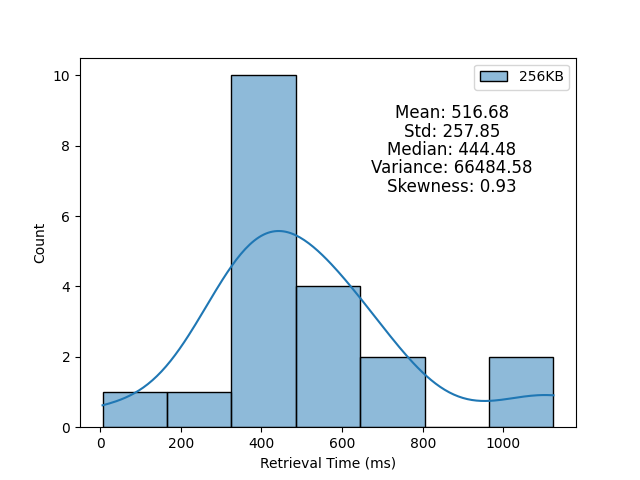 256KB
Mean: 516.68
Std: 257.85
Median: 444.48
Variance: 66484.58
Skewness: 0.93
10
8
6
4
2
0
Count
0 200 400 600 800 1000
Retrieval Time (ms)